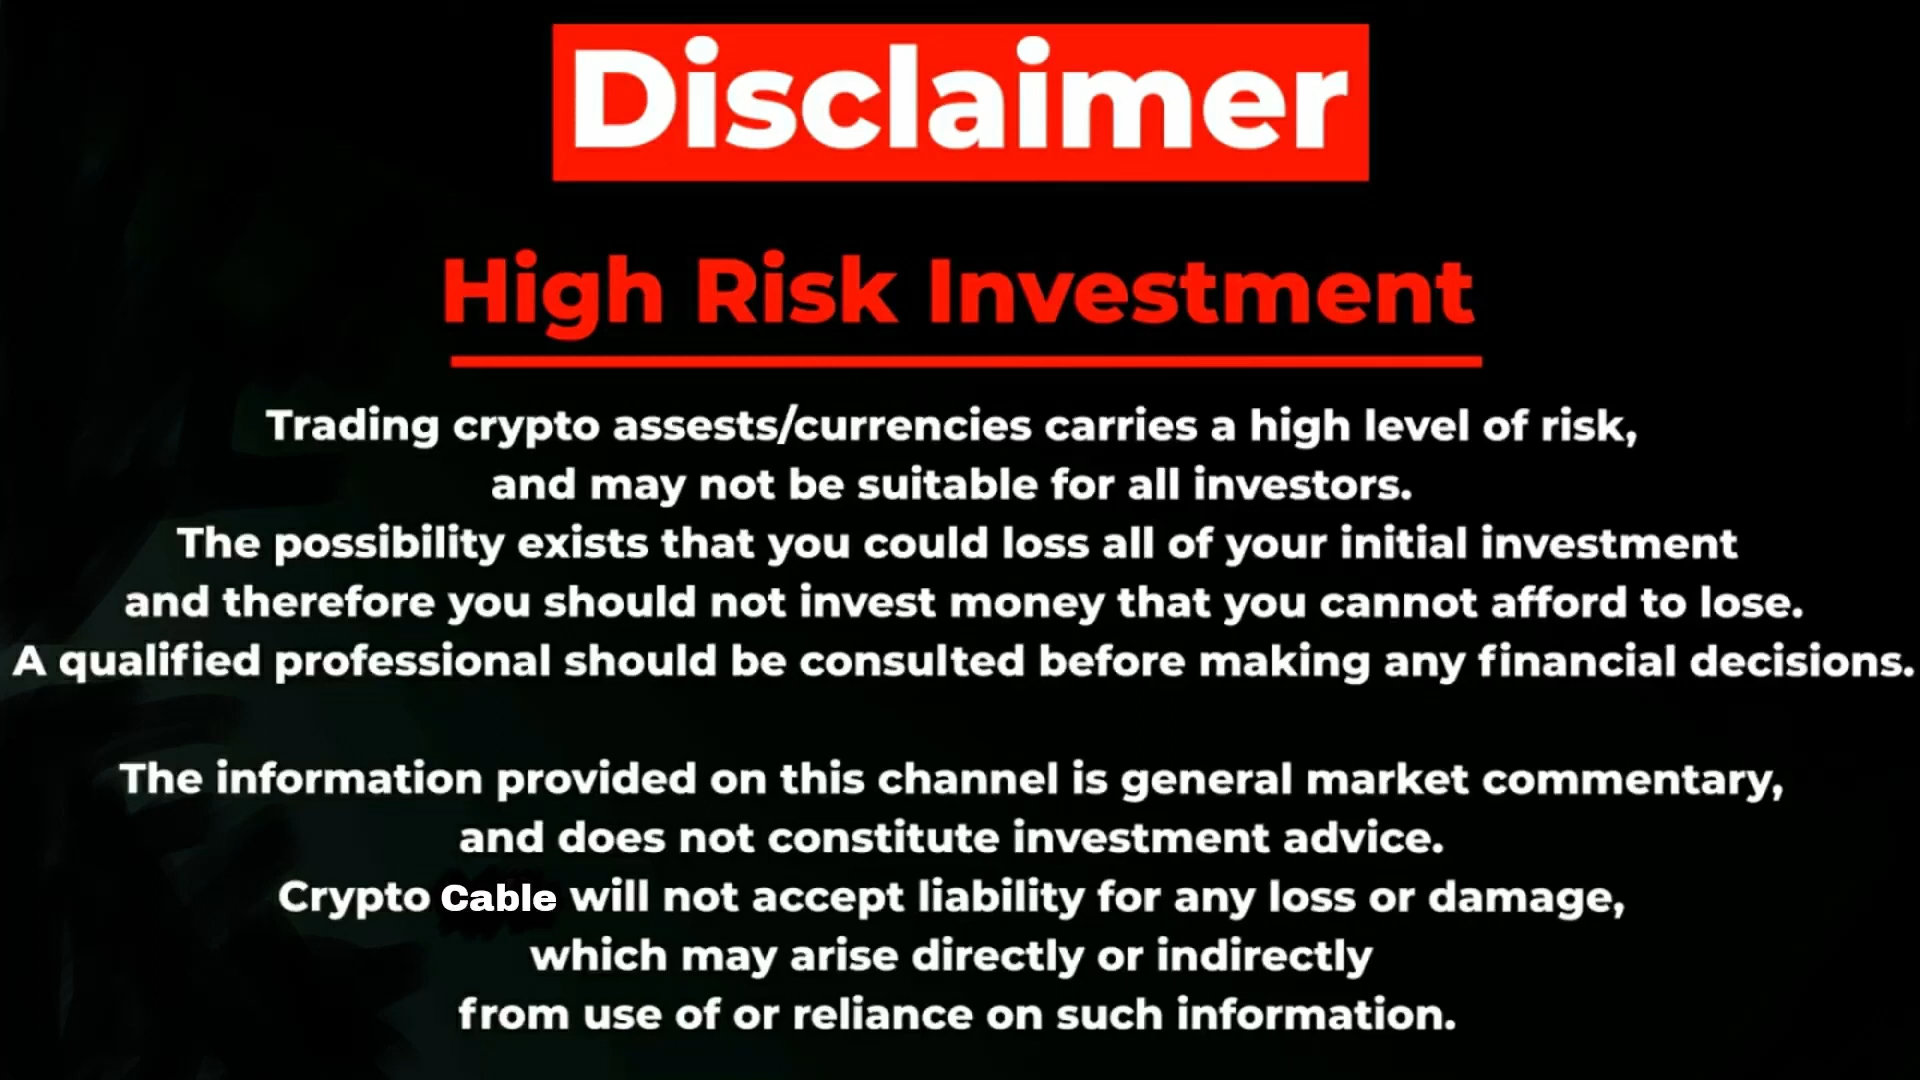 Disclaimer
High Risk Investment
Trading crypto assests/currencies carries a high level of risk,
and may not be suitable for all investors.
The possibility exists that you could loss all of your initial investment
and therefore you should not invest money that you cannot afford to lose.
A qualified professional should be consulted before making any financial decisions.
The information provided on this channel is general market commentary,
and does not constitute investment advice.
Crypto Cable will not accept liability for any loss or damage,
which may arise directly or indirectly
from use of or reliance on such information.